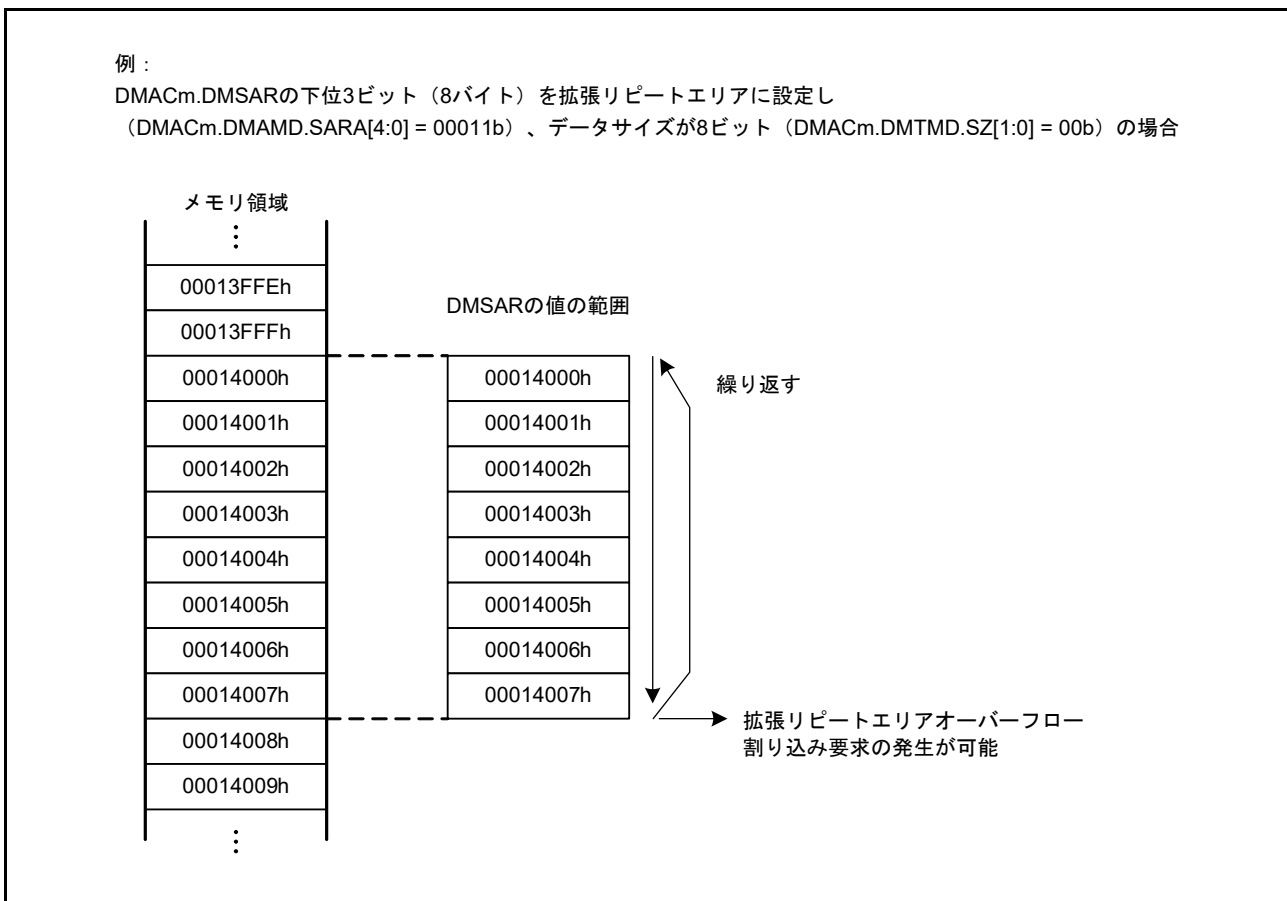 例：
DMACm.DMSARの下位3ビット（8バイト）を拡張リピートエリアに設定し
（DMACm.DMAMD.SARA[4:0] = 00011b）、データサイズが8ビット（DMACm.DMTMD.SZ[1:0] = 00b）の場合
メモリ領域
⋮
00013FFEh
00013FFFh
00014000h
00014001h
00014002h
00014003h
00014004h
00014005h
00014006h
00014007h
00014008h
00014009h
⋮
DMSARの値の範囲
00014000h
00014001h
00014002h
00014003h
00014004h
00014005h
00014006h
00014007h
繰り返す
拡張リピートエリアオーバーフロー
割り込み要求の発生が可能